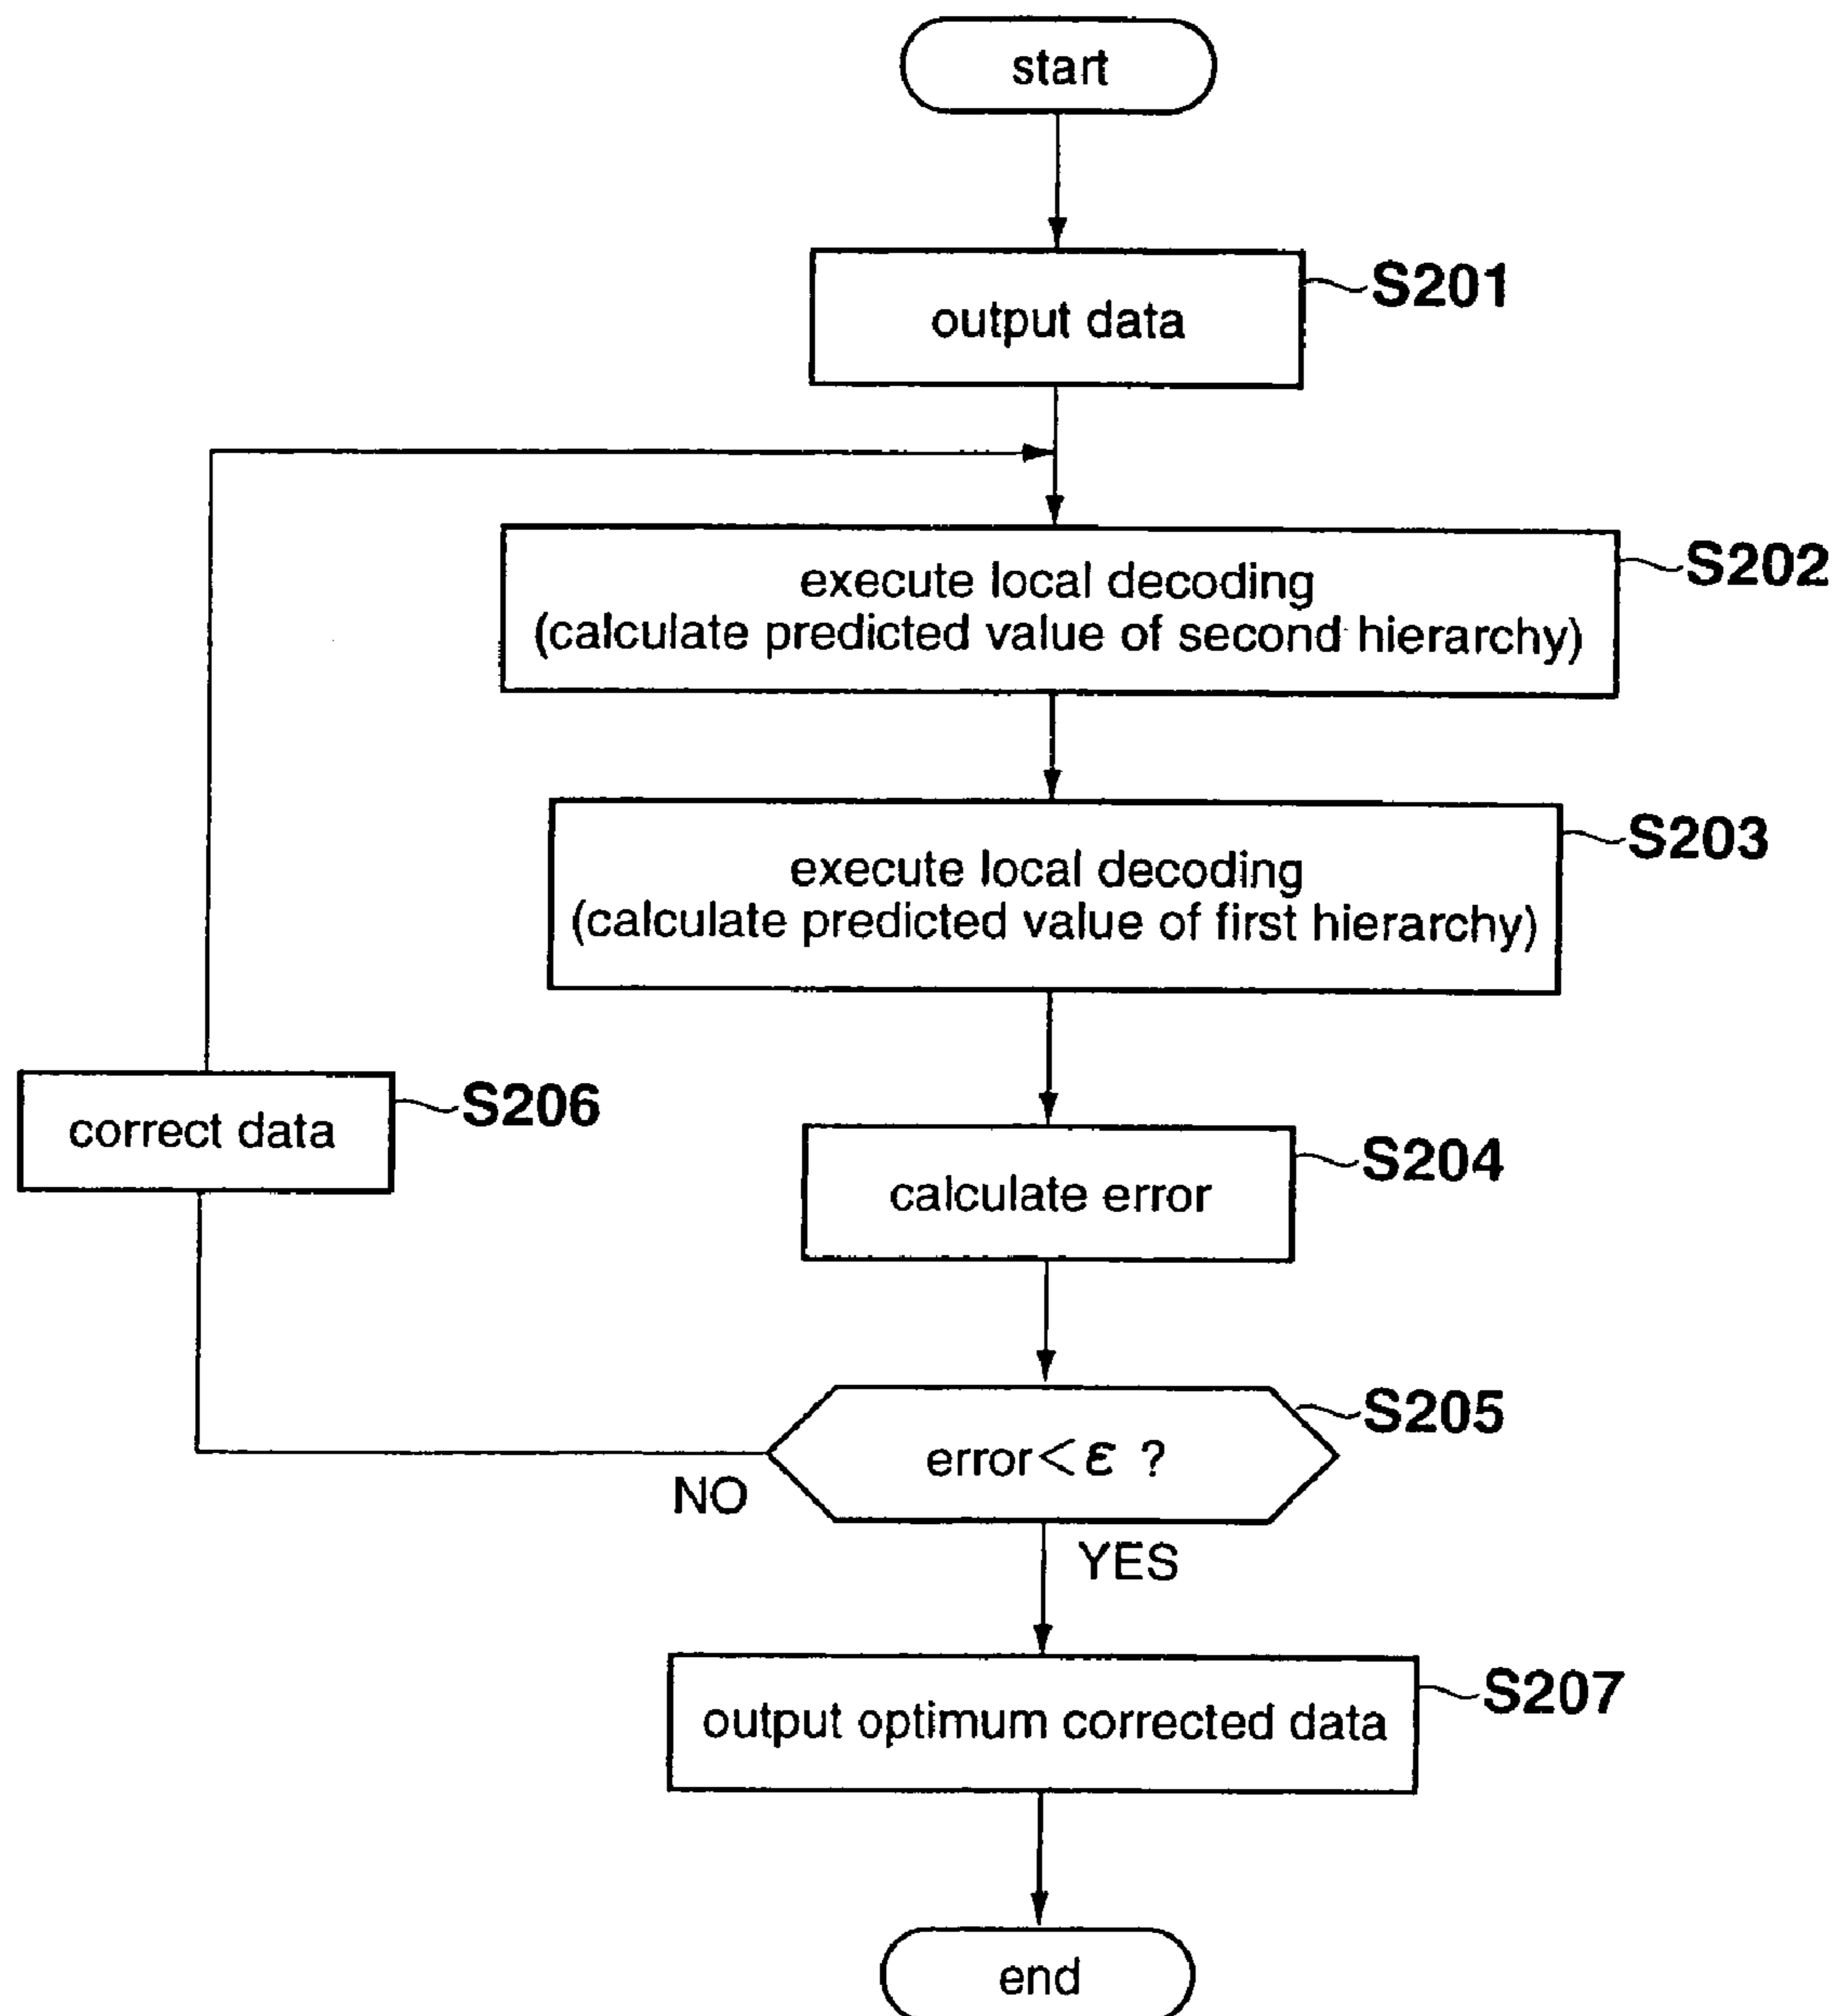 start
output data
S201
execute local decoding
(calculate predicted value of second hierarchy)
S202
execute local decoding
(calculate predicted value of first hierarchy)
S203
correct data
S206
calculate error
S204
error<ε ?
S205
NO
YES
output optimum corrected data
S207
end